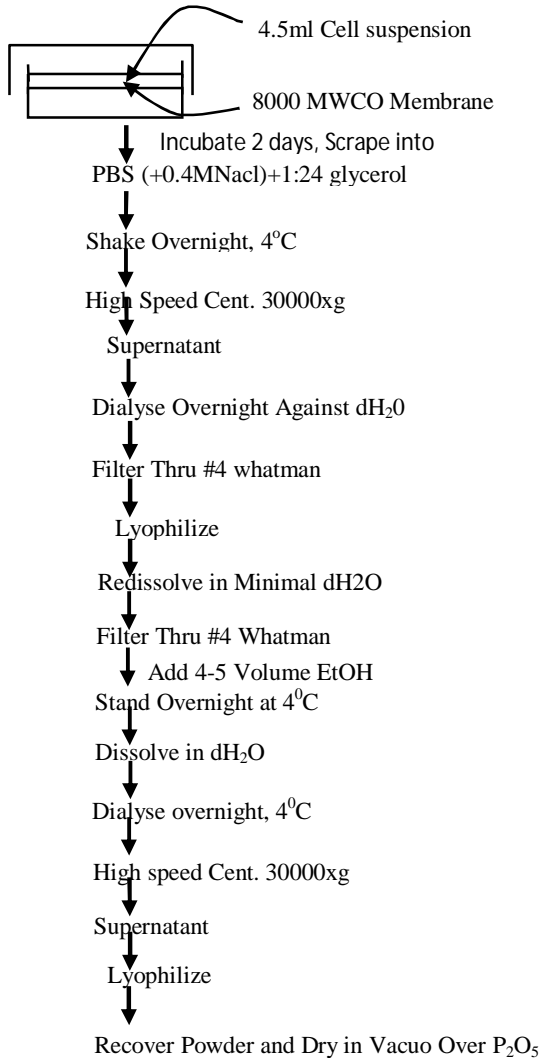 4.5ml Cell suspension
8000 MWCO Membrane
Incubate 2 days, Scrape into
PBS (+0.4MNacl)+1:24 glycerol
Shake Overnight, 4°C
High Speed Cent. 30000xg
Supernatant
Dialyse Overnight Against dH₂0
Filter Thru #4 whatman
Lyophilize
Redissolve in Minimal dH2O
Filter Thru #4 Whatman
Add 4-5 Volume EtOH
Stand Overnight at 4⁰C
Dissolve in dH₂O
Dialyse overnight, 4⁰C
High speed Cent. 30000xg
Supernatant
Lyophilize
Recover Powder and Dry in Vacuo Over P₂O₅